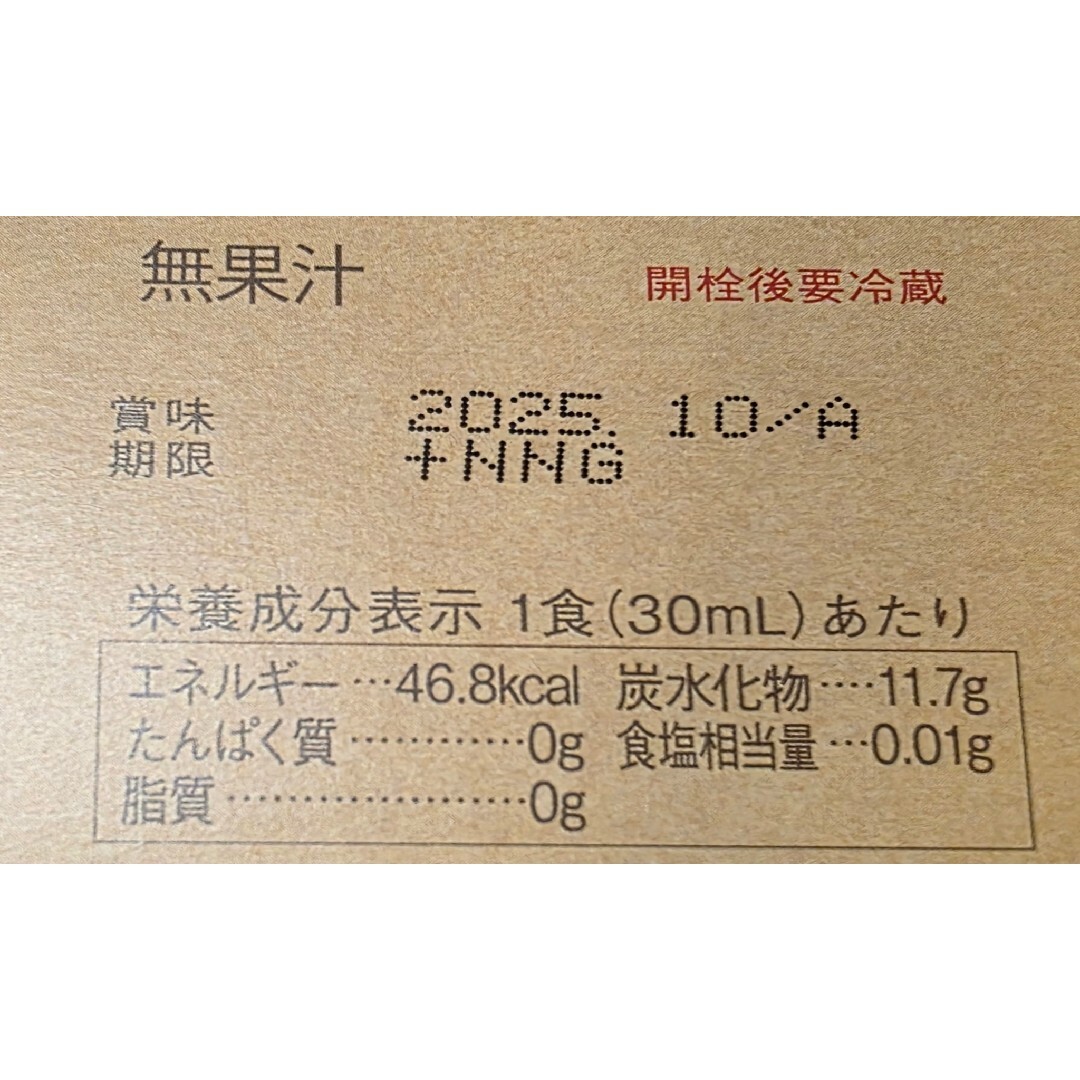 無果汁
開栓後要冷蔵
賞味 2025. 10/A
期限 +NNG
栄養成分表示 1食(30mL)あたり
エネルギー…46.8kcal 炭水化物‥‥11.7g
たんぱく質…………0g 食塩相当量…0.01g
脂質…………………0g